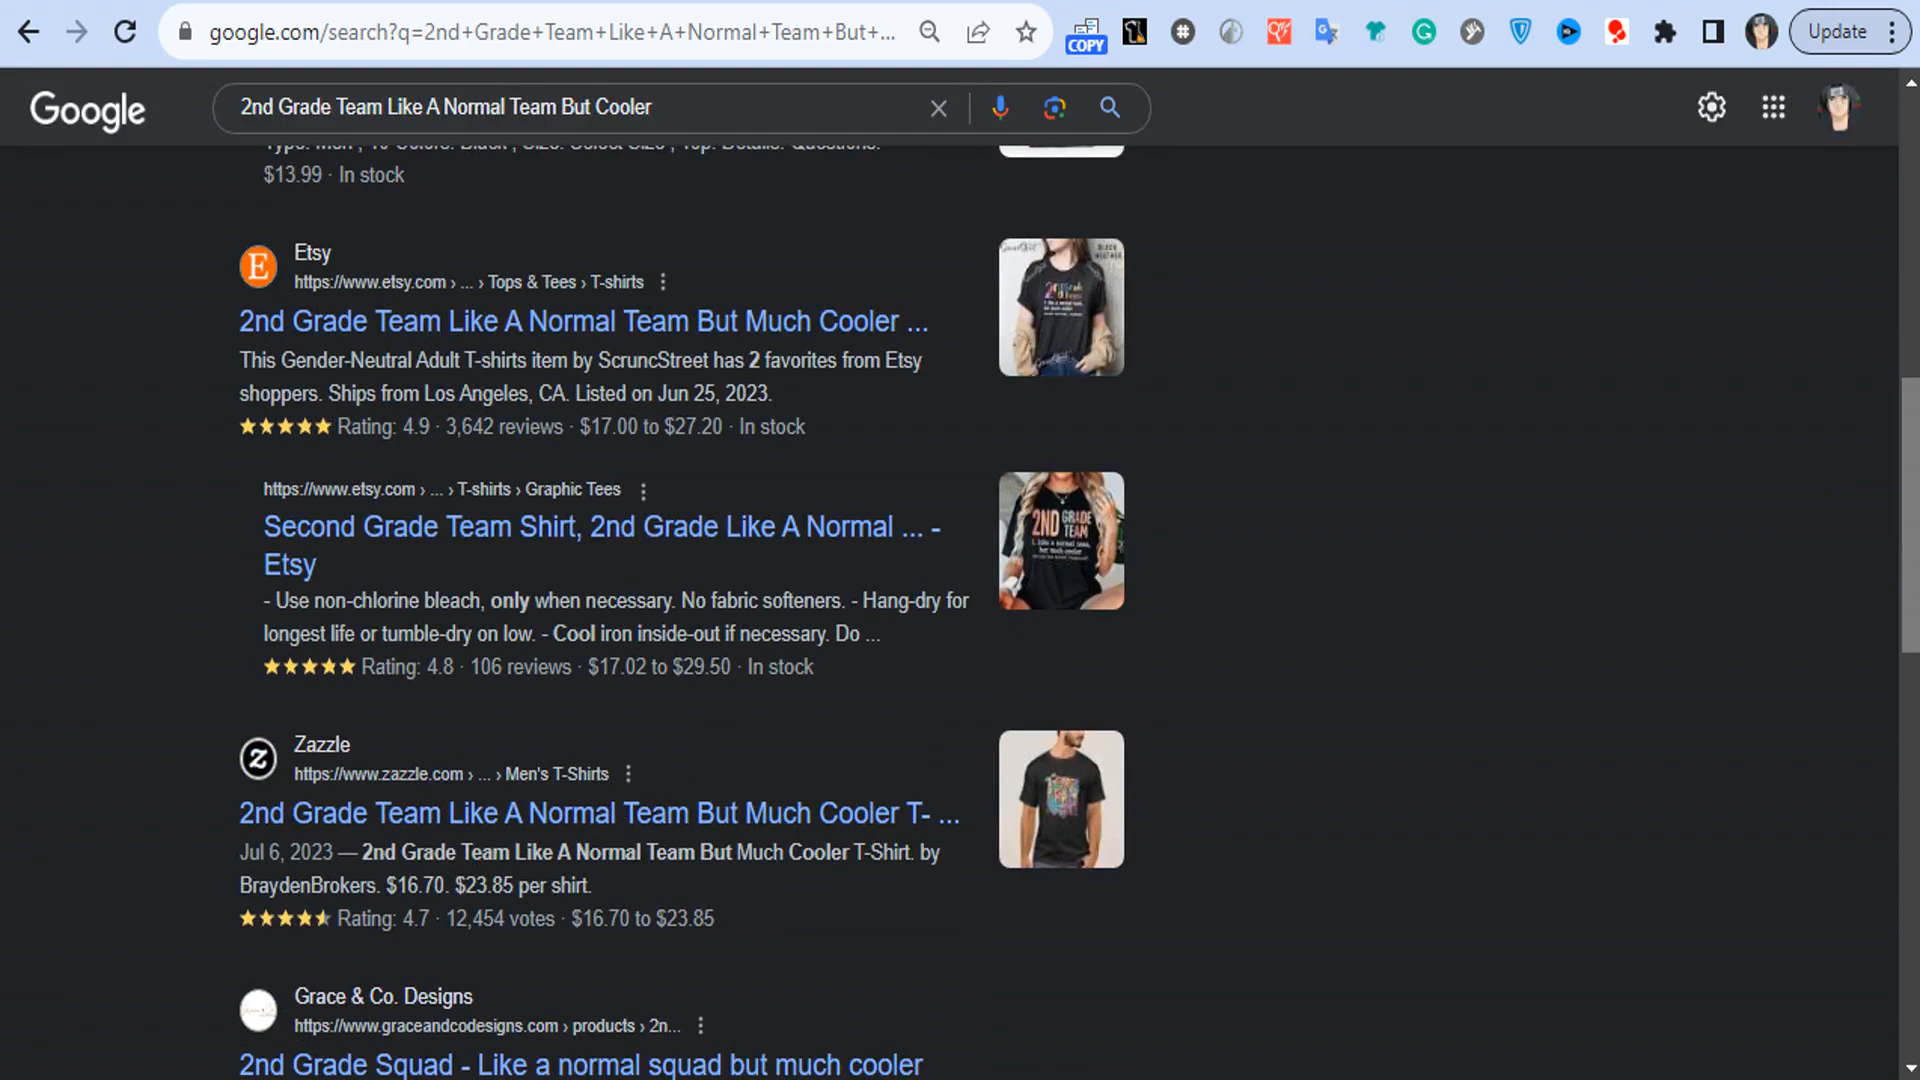 google.com/search?q=2nd+Grade+Team+Like+A+Normal+Team+But+...
COPY
Update
Google
2nd Grade Team Like A Normal Team But Cooler
$13.99 · In stock
Etsy
https://www.etsy.com › ... › Tops & Tees › T-shirts
2nd Grade Team Like A Normal Team But Much Cooler ...
This Gender-Neutral Adult T-shirts item by ScruncStreet has 2 favorites from Etsy
shoppers. Ships from Los Angeles, CA. Listed on Jun 25, 2023.
Rating: 4.9 · 3,642 reviews · $17.00 to $27.20 · In stock
https://www.etsy.com › ... › T-shirts › Graphic Tees
Second Grade Team Shirt, 2nd Grade Like A Normal ... -
Etsy
- Use non-chlorine bleach, only when necessary. No fabric softeners. - Hang-dry for
longest life or tumble-dry on low. - Cool iron inside-out if necessary. Do ...
Rating: 4.8 · 106 reviews · $17.02 to $29.50 · In stock
2ND GRADE
TEAM
like a normal team,
but much cooler
Zazzle
https://www.zazzle.com › ... › Men's T-Shirts
2nd Grade Team Like A Normal Team But Much Cooler T- ...
Jul 6, 2023 — 2nd Grade Team Like A Normal Team But Much Cooler T-Shirt. by
BraydenBrokers. $16.70. $23.85 per shirt.
Rating: 4.7 · 12,454 votes · $16.70 to $23.85
Grace & Co. Designs
https://www.graceandcodesigns.com › products › 2n...
2nd Grade Squad - Like a normal squad but much cooler